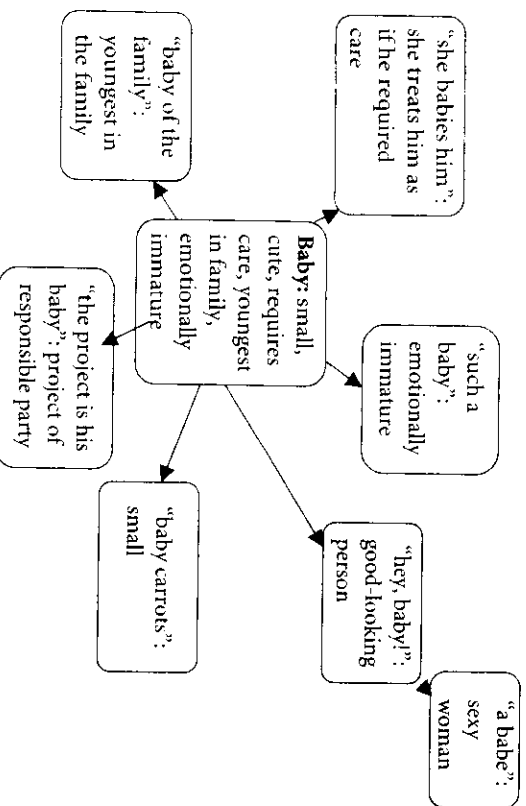 “she babies him”:
she treats him as
if he required
care
“such a
baby”:
emotionally
immature
“hey, baby!”:
good-looking
person
“a babe”:
sexy
woman
Baby: small,
cute, requires
care, youngest
in family,
emotionally
immature
“baby of the
family”:
youngest in
the family
“the project is his
baby”: project of
responsible party
“baby carrots”:
small